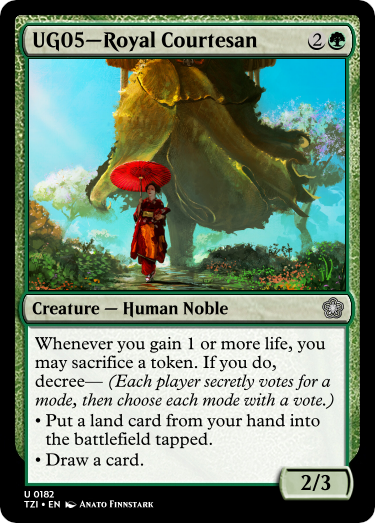 UG05—Royal Courtesan 2
Creature — Human Noble
Whenever you gain 1 or more life, you
may sacrifice a token. If you do,
decree— (Each player secretly votes for a
mode, then choose each mode with a vote.)
• Put a land card from your hand into
the battlefield tapped.
• Draw a card.
2/3
U 0182
TZI • EN Anato Finnstark